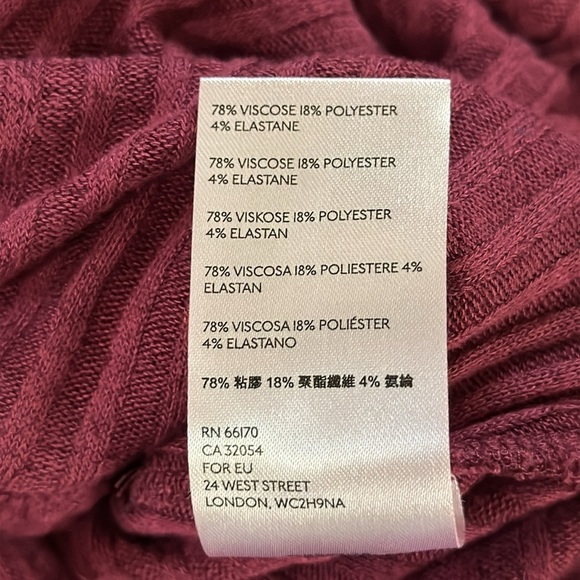 78% VISCOSE 18% POLYESTER
4% ELASTANE
78% VISCOSE 18% POLYESTER
4% ELASTANE
78% VISKOSE 18% POLYESTER
4% ELASTAN
78% VISCOSA 18% POLIESTERE 4%
ELASTAN
78% VISCOSA 18% POLIÉSTER
4% ELASTANO
78% 粘膠 18% 聚酯纖維 4% 氨綸
RN 66170
CA 32054
FOR EU
24 WEST STREET
LONDON, WC2H9NA